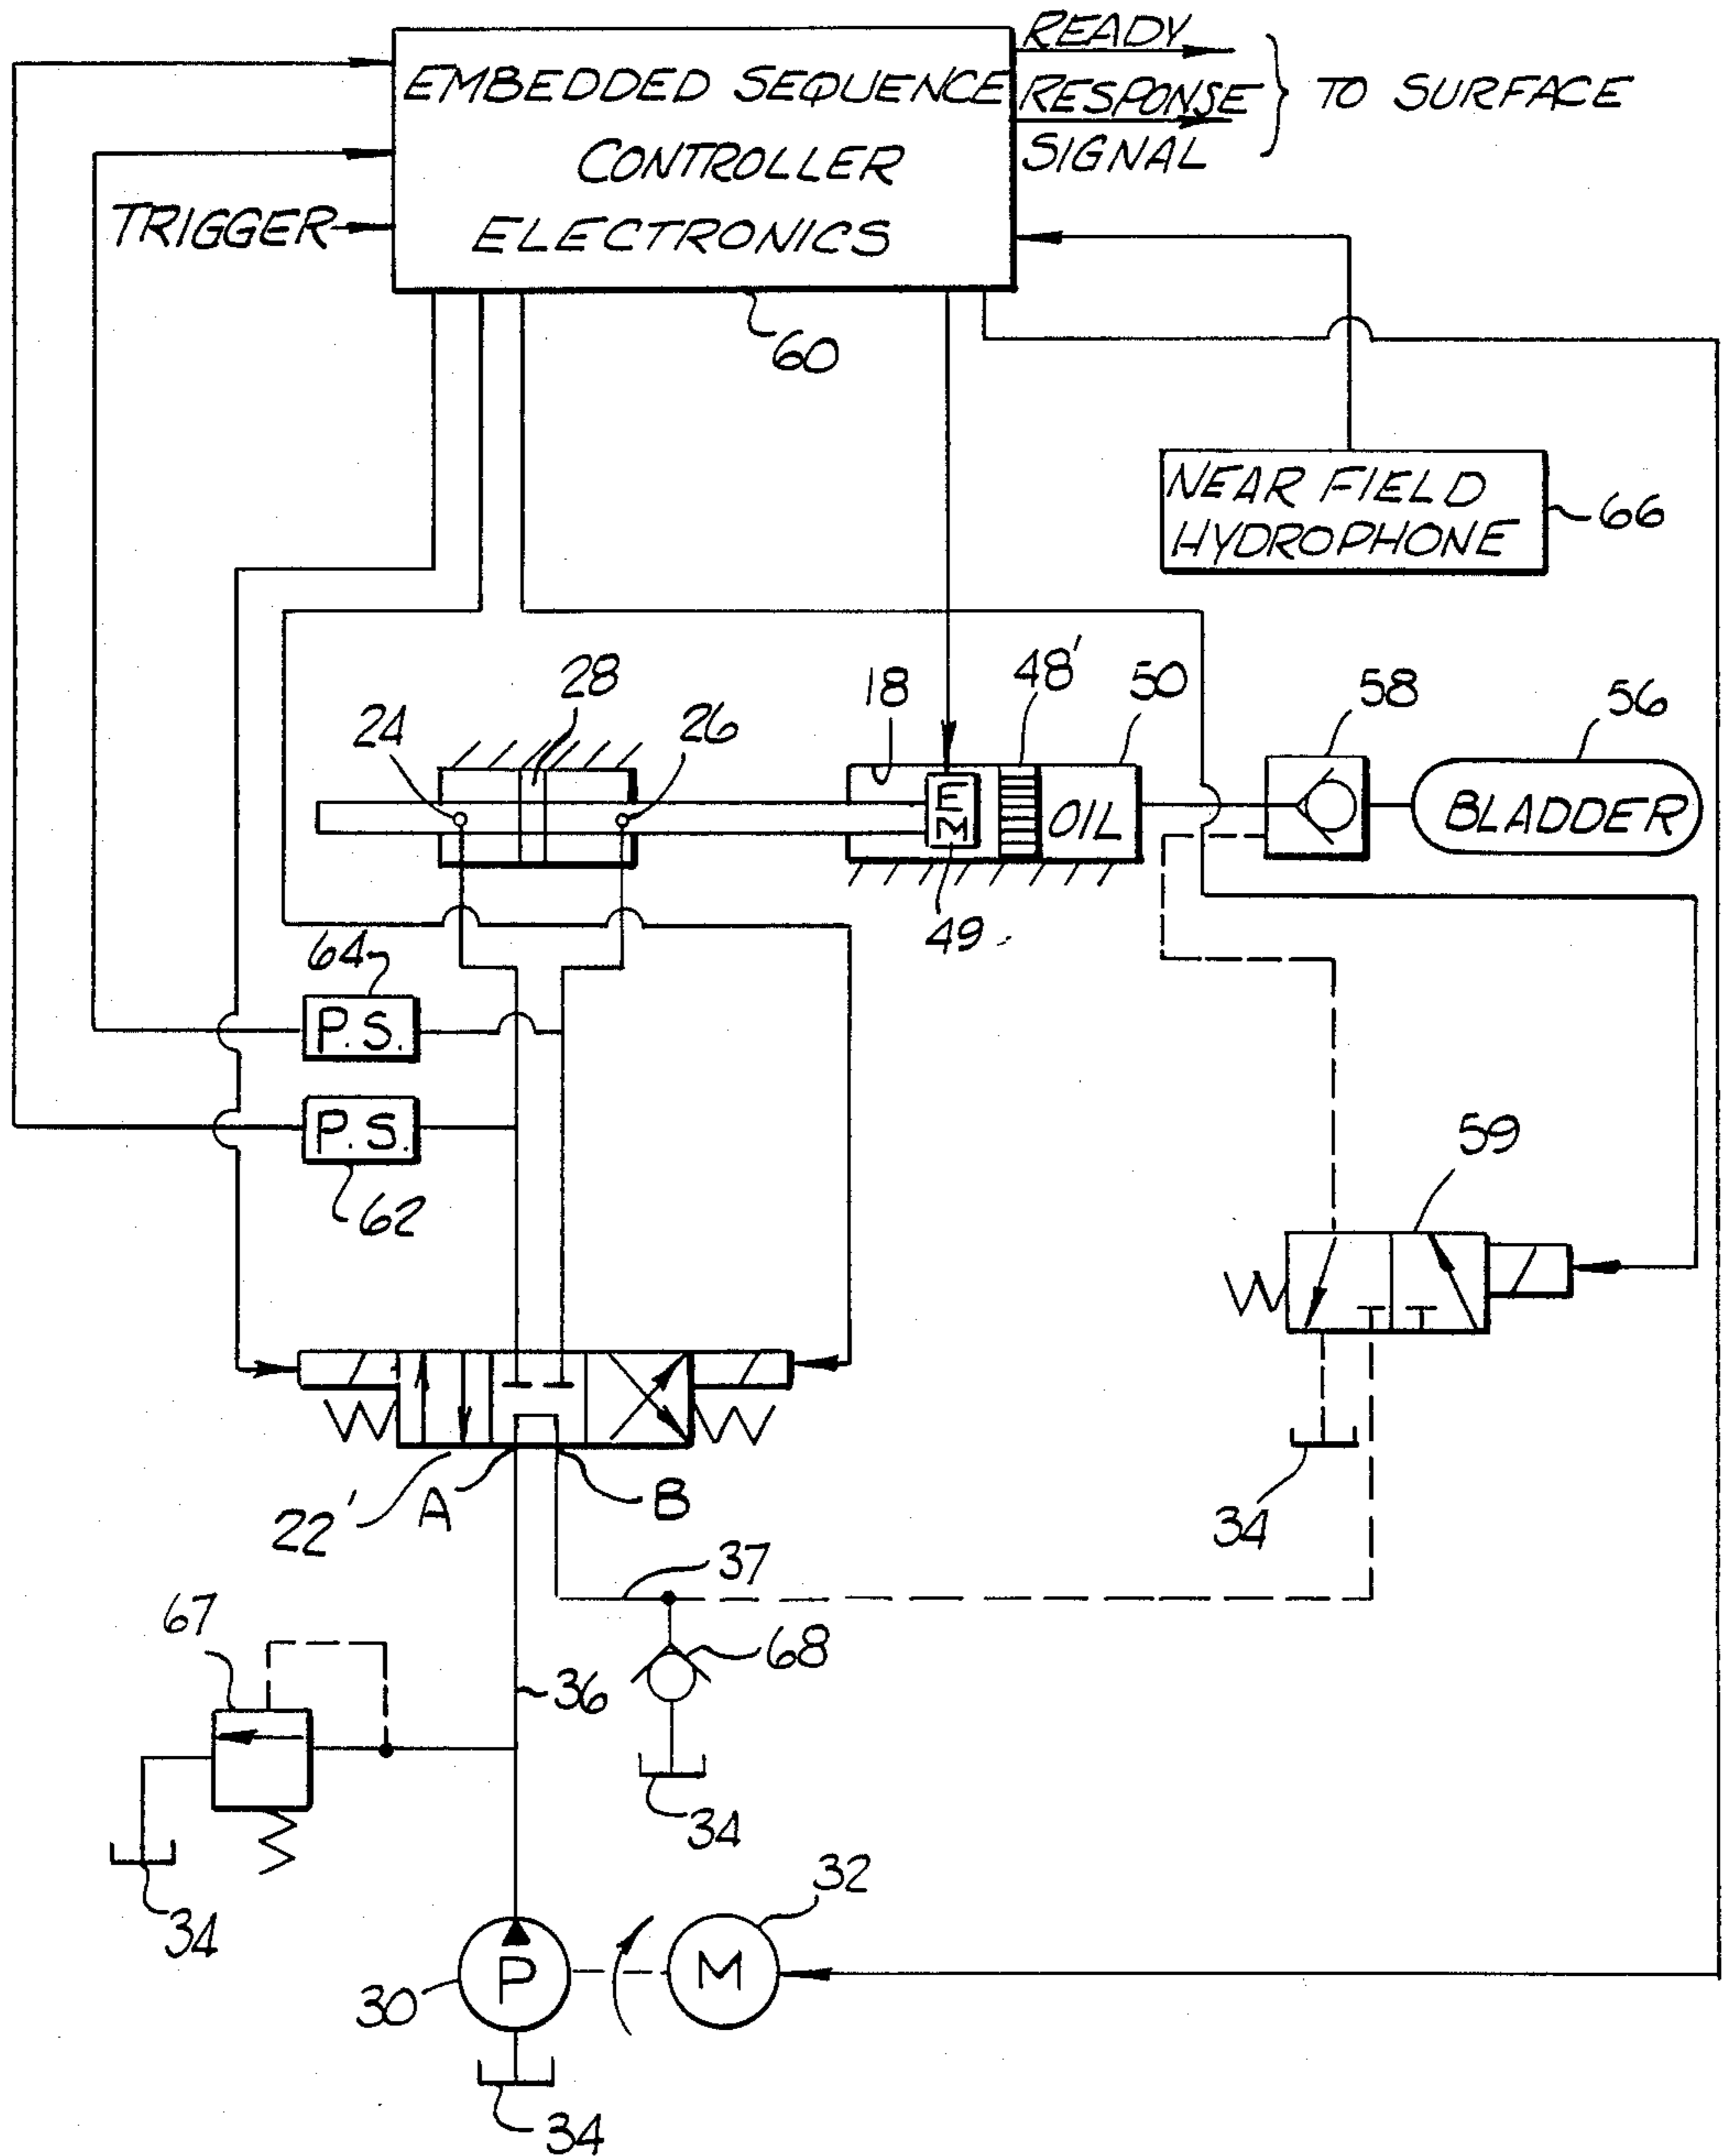 READY
EMBEDDED SEQUENCE
CONTROLLER
ELECTRONICS
RESPONSE
SIGNAL
} TO SURFACE
TRIGGER
60
NEAR FIELD
HYDROPHONE
66
28
18
48'
50
58
56
24
26
E
M
OIL
BLADDER
49
64
P.S.
P.S.
62
59
22'
A
B
34
37
67
68
36
34
34
32
P
M
30
34